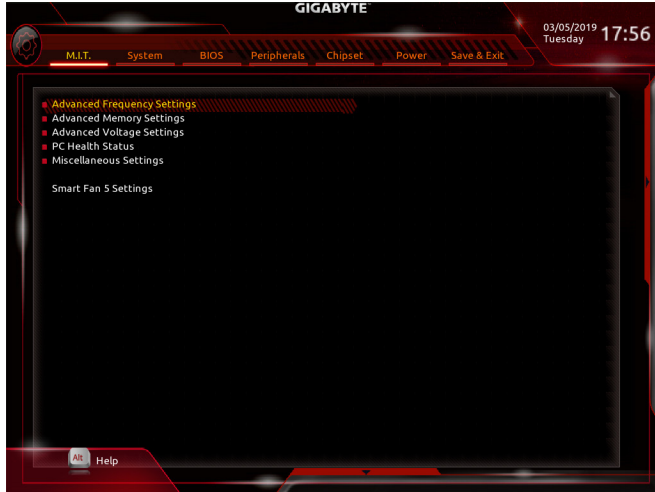 GIGABYTE
03/05/2019
Tuesday
17:56
M.I.T. System BIOS Peripherals Chipset Power Save & Exit
Advanced Frequency Settings
Advanced Memory Settings
Advanced Voltage Settings
PC Health Status
Miscellaneous Settings
Smart Fan 5 Settings
Alt Help